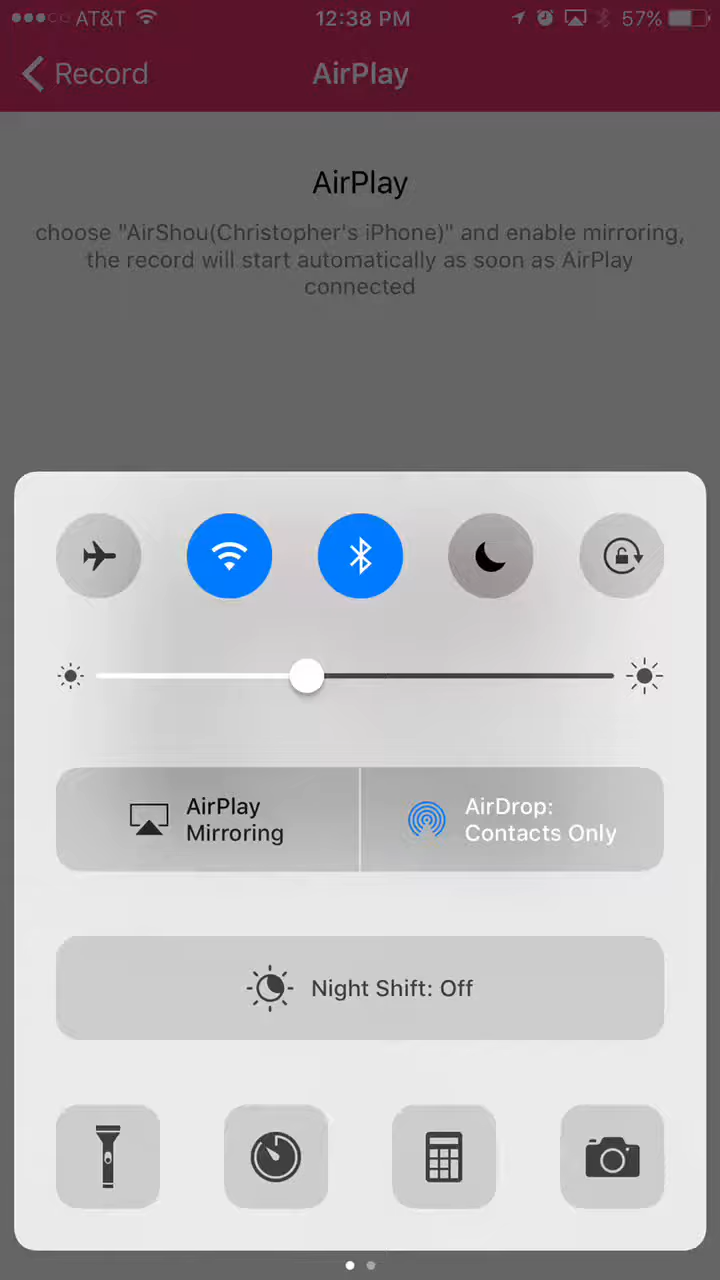 AT&T 12:38 PM 57%
Record AirPlay
AirPlay
choose "AirShou(Christopher's iPhone)" and enable mirroring,
the record will start automatically as soon as AirPlay
connected
AirPlay
Mirroring
AirDrop:
Contacts Only
Night Shift: Off